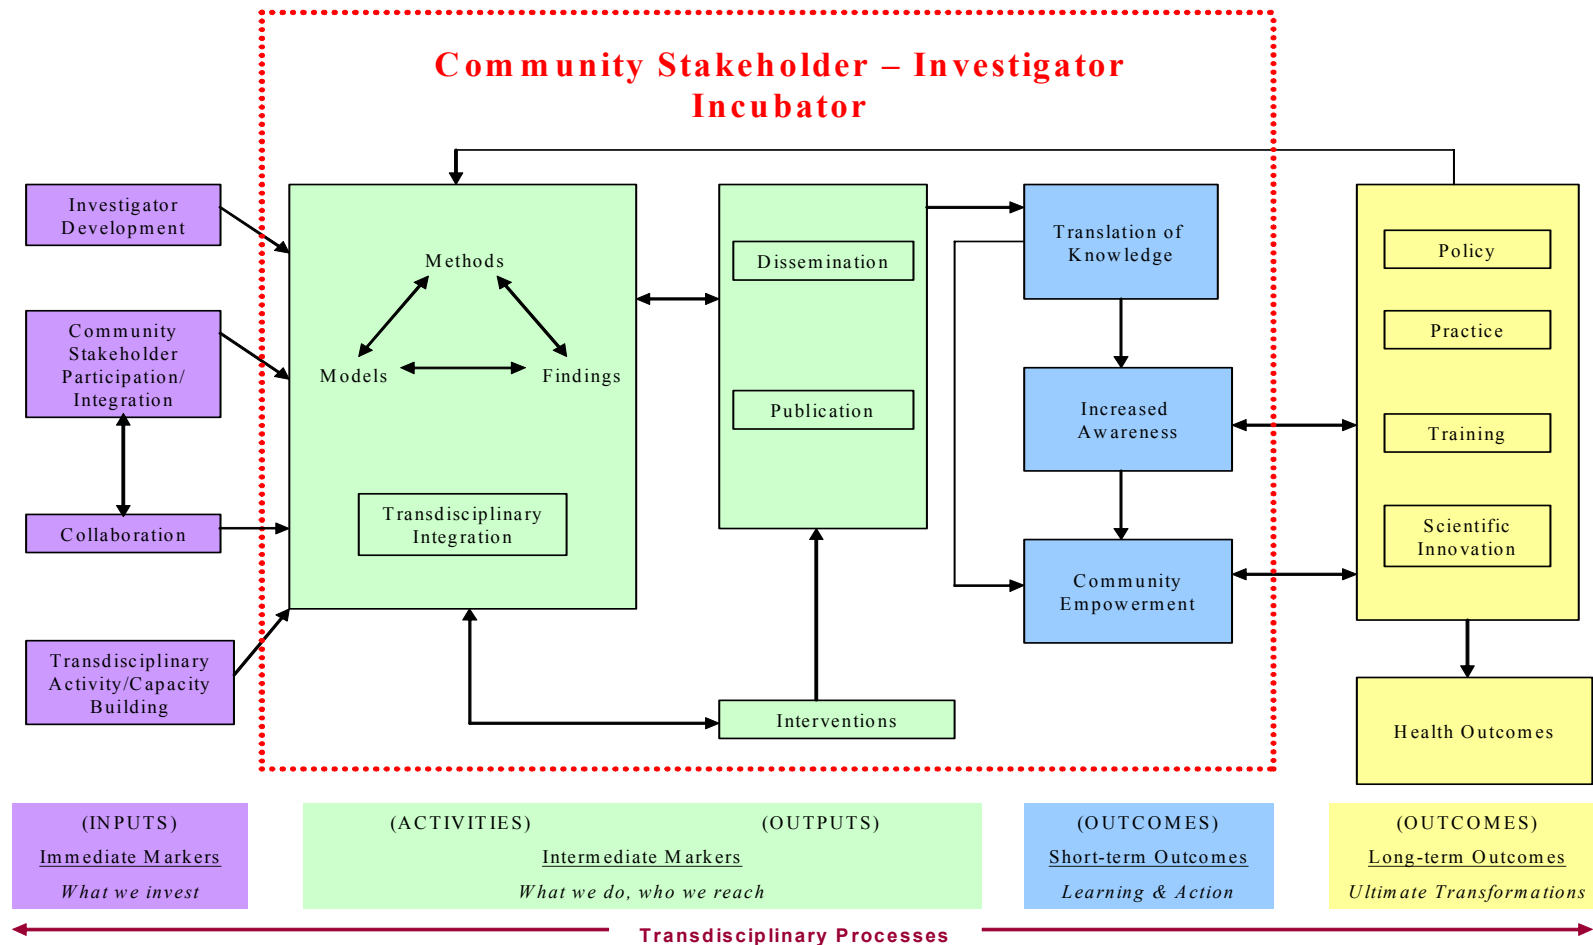 Community Stakeholder – Investigator
Incubator
Investigator
Development
Community
Stakeholder
Participation/
Integration
Collaboration
Transdisciplinary
Activity/Capacity
Building
Methods
Models
Findings
Transdisciplinary
Integration
Dissemination
Publication
Interventions
Translation of
Knowledge
Increased
Awareness
Community
Empowerment
Policy
Practice
Training
Scientific
Innovation
Health Outcomes
(INPUTS)
Immediate Markers
What we invest
(ACTIVITIES)
(OUTPUTS)
Intermediate Markers
What we do, who we reach
(OUTCOMES)
Short-term Outcomes
Learning & Action
(OUTCOMES)
Long-term Outcomes
Ultimate Transformations
Transdisciplinary Processes